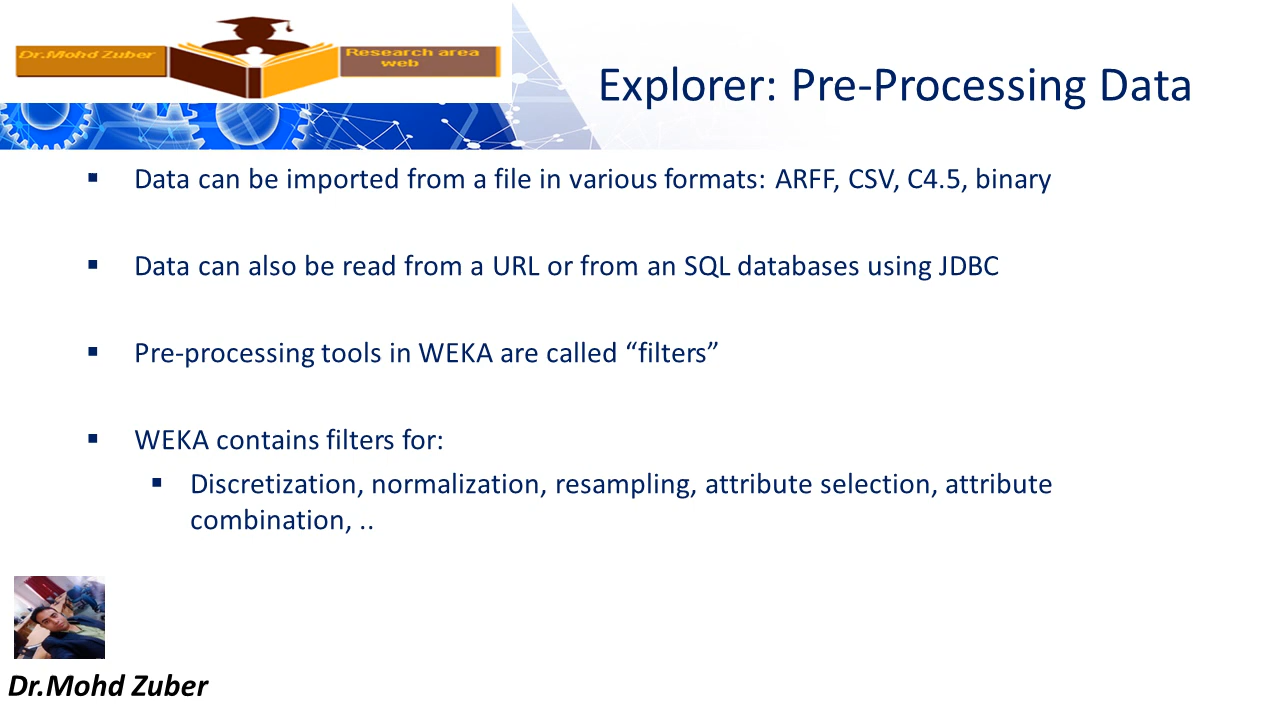 Dr.Mohd Zuber
Research area
web
Explorer: Pre-Processing Data
▪ Data can be imported from a file in various formats: ARFF, CSV, C4.5, binary
▪ Data can also be read from a URL or from an SQL databases using JDBC
▪ Pre-processing tools in WEKA are called “filters”
▪ WEKA contains filters for:
▪ Discretization, normalization, resampling, attribute selection, attribute
combination, ..
Dr.Mohd Zuber